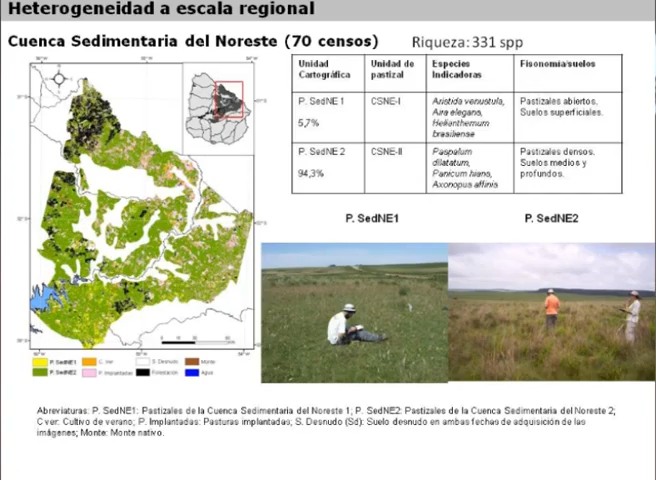 Heterogeneidad a escala regional
Cuenca Sedimentaria del Noreste (70 censos)
Riqueza: 331 spp
Unidad Cartográfica
Unidad de pastizal
Especies Indicadoras
Fisonomía/suelos
P. SedNE 1
5,7%
CSNE-I
Aristida venustula,
Aira elegans,
Helianthemum
brasiliense
Pastizales abiertos.
Suelos superficiales.
P. SedNE 2
94,3%
CSNE-II
Paspalum
dilatatum,
Panicum hians,
Axonopus affinis
Pastizales densos.
Suelos medios y
profundos.
P. SedNE1
P. SedNE2
P. SedNE1
C. Ver
S. Desnudo
Monte
P. SedNE2
P. Implantadas
Forestación
Agua
Abreviaturas: P. SedNE1: Pastizales de la Cuenca Sedimentaria del Noreste 1; P. SedNE2: Pastizales de la Cuenca Sedimentaria del Noreste 2;
C ver: Cultivo de verano; P. Implantadas: Pasturas implantadas; S. Desnudo (Sd): Suelo desnudo en ambas fechas de adquisición de las
imágenes; Monte: Monte nativo.